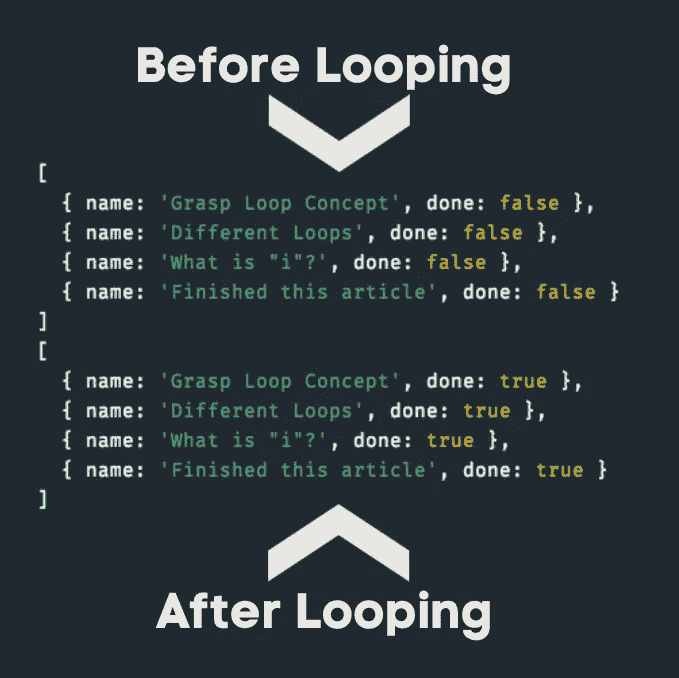 Before Looping
[
  { name: 'Grasp Loop Concept', done: false },
  { name: 'Different Loops', done: false },
  { name: 'What is "i"?', done: false },
  { name: 'Finished this article', done: false }
]
[
  { name: 'Grasp Loop Concept', done: true },
  { name: 'Different Loops', done: true },
  { name: 'What is "i"?', done: true },
  { name: 'Finished this article', done: true }
]
After Looping